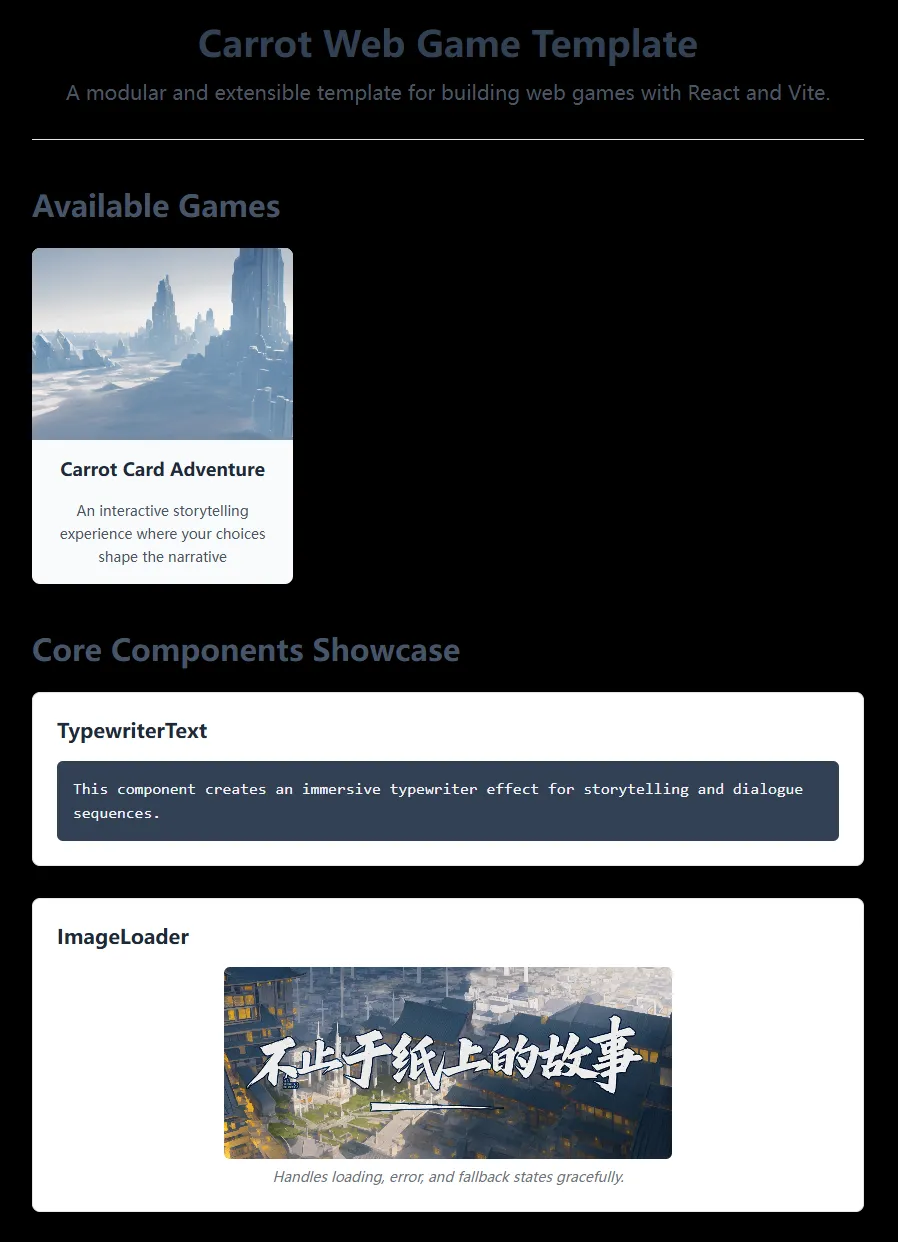 Carrot Web Game Template
A modular and extensible template for building web games with React and Vite.
Available Games
Carrot Card Adventure
An interactive storytelling
experience where your choices
shape the narrative
Core Components Showcase
TypewriterText
This component creates an immersive typewriter effect for storytelling and dialogue
sequences.
ImageLoader
不止于纸上的故事
Handles loading, error, and fallback states gracefully.